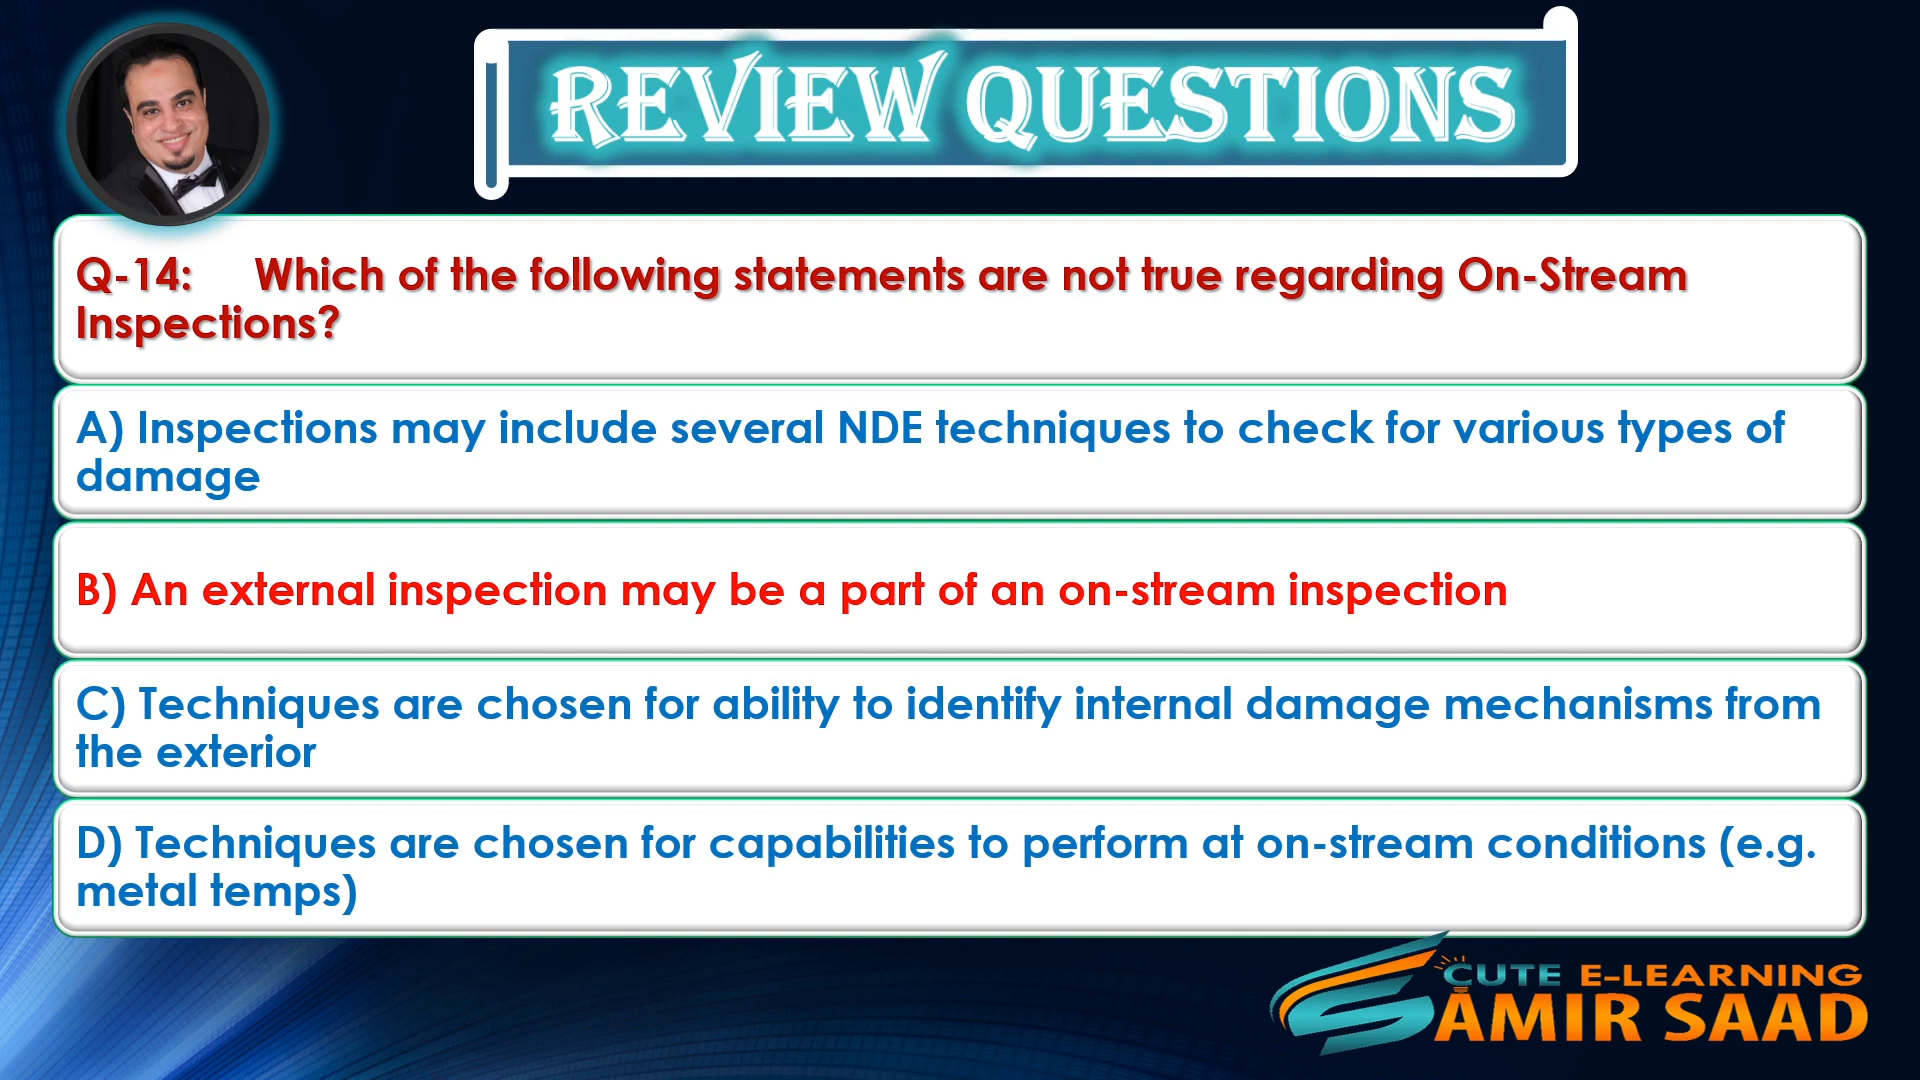 REVIEW QUESTIONS
Q-14: Which of the following statements are not true regarding On-Stream
Inspections?
A) Inspections may include several NDE techniques to check for various types of
damage
B) An external inspection may be a part of an on-stream inspection
C) Techniques are chosen for ability to identify internal damage mechanisms from
the exterior
D) Techniques are chosen for capabilities to perform at on-stream conditions (e.g.
metal temps)
CUTE E-LEARNING
AMIR SAAD